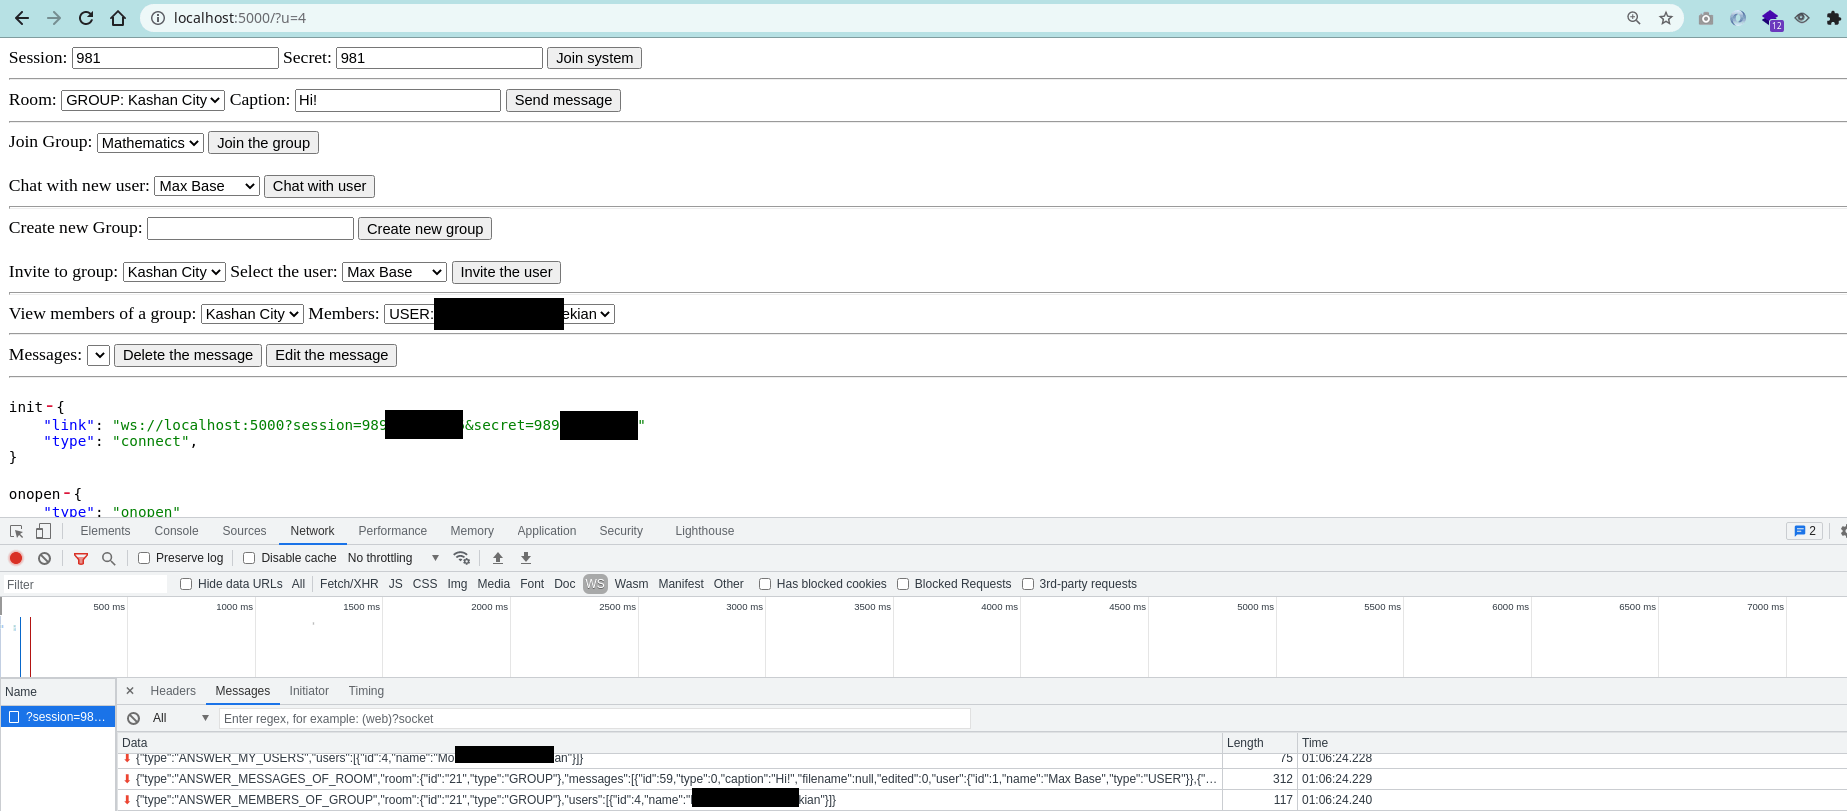 localhost:5000/?u=4
12
Session: 981 Secret: 981 Join system
Room: GROUP: Kashan City Caption: Hi! Send message
Join Group: Mathematics Join the group
Chat with new user: Max Base Chat with user
Create new Group: Create new group
Invite to group: Kashan City Select the user: Max Base Invite the user
View members of a group: Kashan City Members: USER: ekian
Messages: Delete the message Edit the message
init - {
"link": "ws://localhost:5000?session=989 &secret=989 "
"type": "connect",
}
onopen - {
"type": "onopen"
Elements Console Sources Network Performance Memory Application Security Lighthouse 2
Preserve log Disable cache No throttling
Filter Hide data URLs All Fetch/XHR JS CSS Img Media Font Doc WS Wasm Manifest Other Has blocked cookies Blocked Requests 3rd-party requests
500 ms 1000 ms 1500 ms 2000 ms 2500 ms 3000 ms 3500 ms 4000 ms 4500 ms 5000 ms 5500 ms 6000 ms 6500 ms 7000 ms
Name × Headers Messages Initiator Timing
?session=98... All Enter regex, for example: (web)?socket
Data Length Time
{"type":"ANSWER_MY_USERS","users":[{"id":4,"name":"Mo an"}]} 75 01:06:24.228
{"type":"ANSWER_MESSAGES_OF_ROOM","room":{"id":"21","type":"GROUP"},"messages":[{"id":59,"type":0,"caption":"Hi!","filename":null,"edited":0,"user":{"id":1,"name":"Max Base","type":"USER"}},{"... 312 01:06:24.229
{"type":"ANSWER_MEMBERS_OF_GROUP","room":{"id":"21","type":"GROUP"},"users":[{"id":4,"name":" kian"}]} 117 01:06:24.240